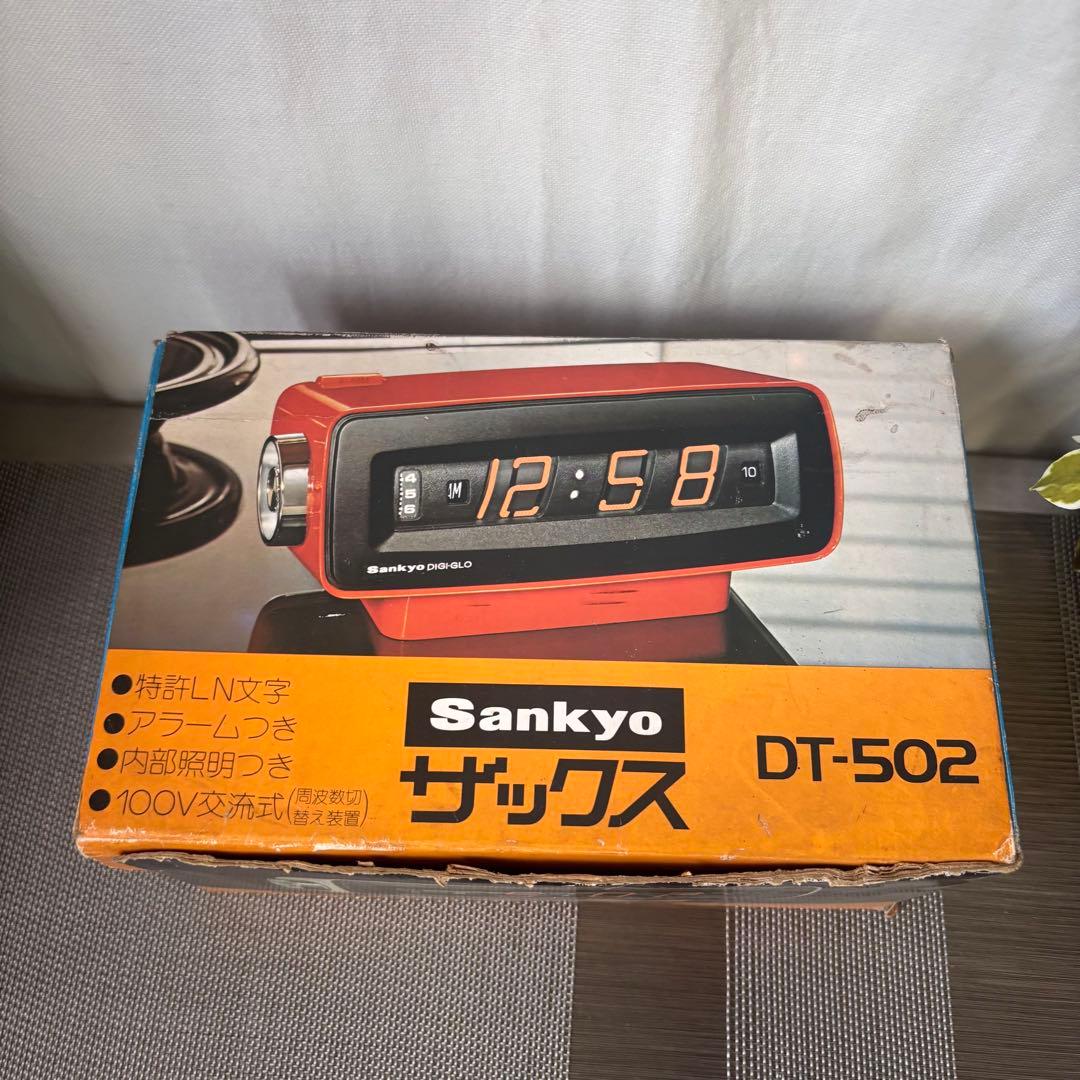 4
5
6
AM
12:58
10
Sankyo DIGI-GLO
●特許LN文字
●アラームつき
●内部照明つき
●100V交流式(周波数切替え装置)
Sankyo
ザックス
DT-502